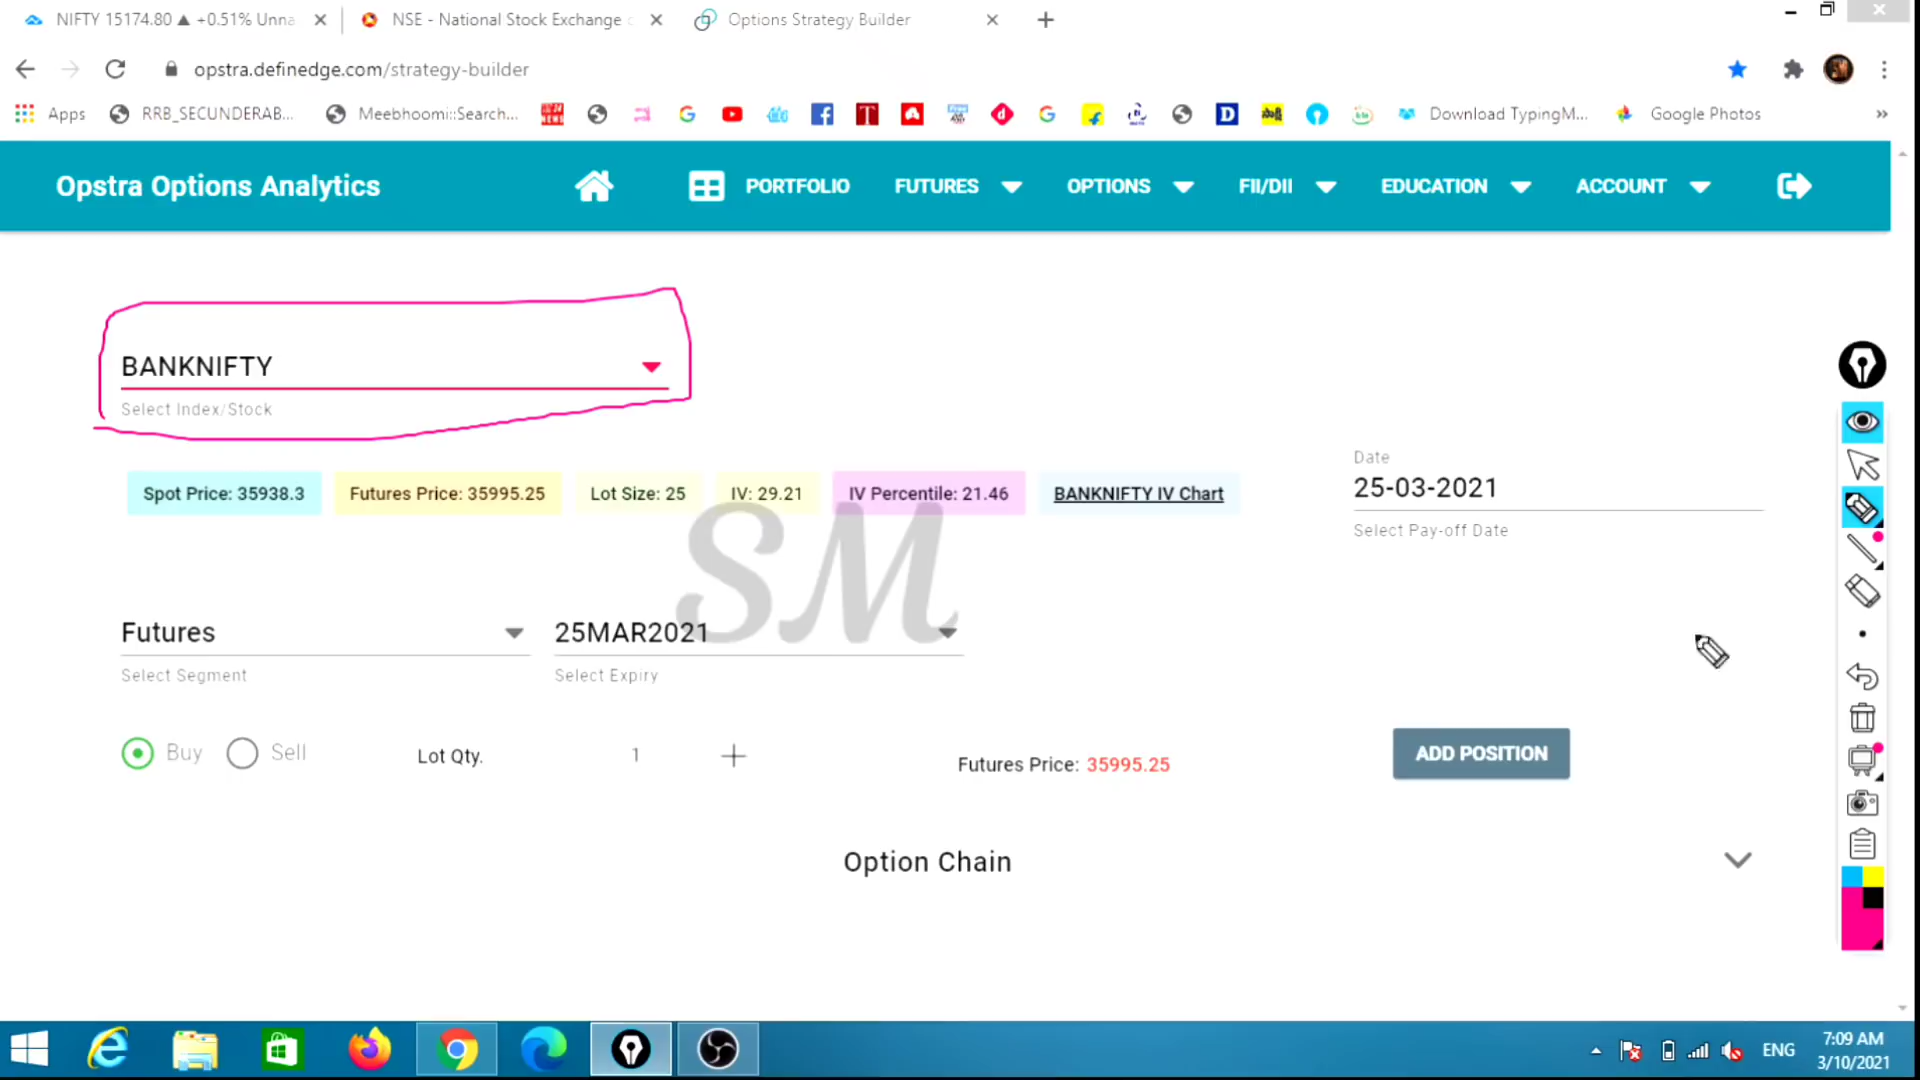 NIFTY 15174.80 ▲ +0.51% Unna
NSE - National Stock Exchange
Options Strategy Builder
opstra.definedge.com/strategy-builder
Apps
RRB_SECUNDERAB...
Meebhoomi::Search...
Download TypingM...
Google Photos
Opstra Options Analytics
PORTFOLIO
FUTURES
OPTIONS
FII/DII
EDUCATION
ACCOUNT
BANKNIFTY
Select Index/Stock
Spot Price: 35938.3
Futures Price: 35995.25
Lot Size: 25
IV: 29.21
IV Percentile: 21.46
BANKNIFTY IV Chart
Date
25-03-2021
Select Pay-off Date
SM
Futures
Select Segment
25MAR2021
Select Expiry
Buy
Sell
Lot Qty.
1
Futures Price: 35995.25
ADD POSITION
Option Chain
ENG
7:09 AM
3/10/2021